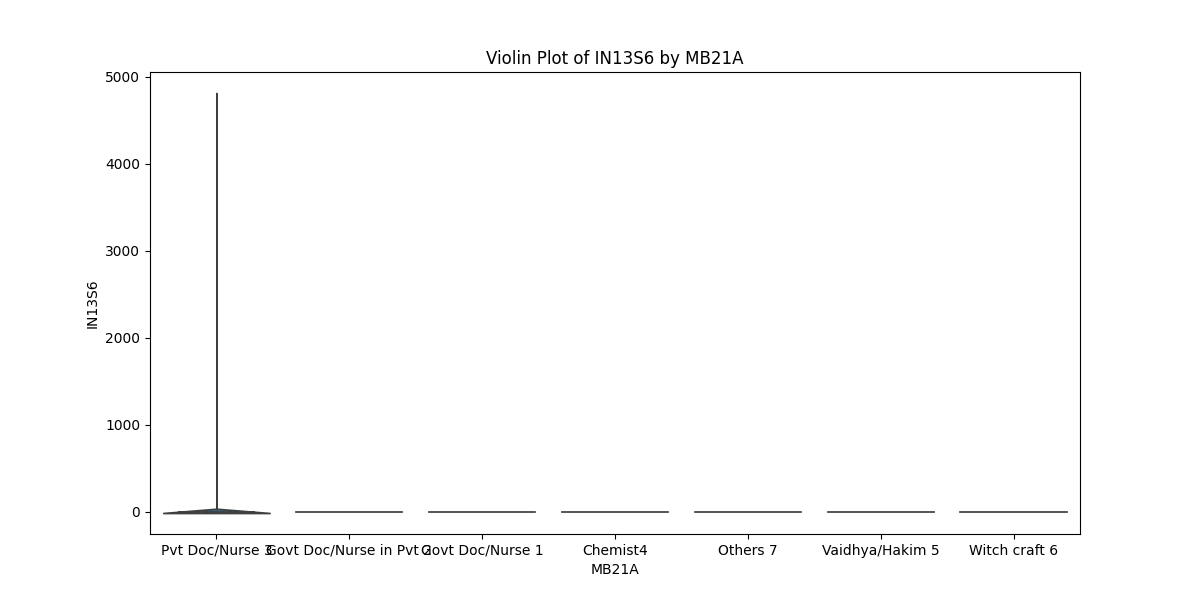 Violin Plot of IN13S6 by MB21A
5000
4000
3000
2000
1000
0
IN13S6
Pvt Doc/Nurse 3 Govt Doc/Nurse in Pvt 2 Govt Doc/Nurse 1 Chemist4 Others 7 Vaidhya/Hakim 5 Witch craft 6
MB21A